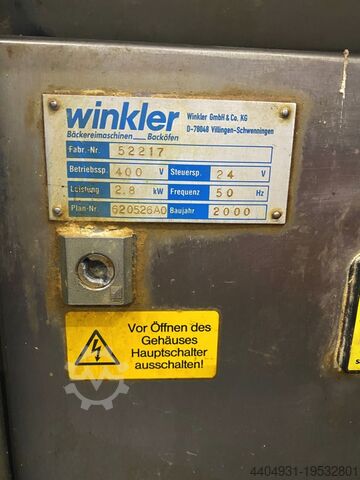 winkler
Winkler GmbH & Co. KG
Bäckereimaschinen Backöfen
D-78048 Villingen-Schwenningen
Fabr.-Nr. 52217
Betriebssp. 400 V Steuersp. 24 V
Leistung 2.8 kW Frequenz 50 Hz
Plan-Nr. 620526A0 Baujahr 2000
Vor Öffnen des
Gehäuses
Hauptschalter
ausschalten!
4404931-19532801